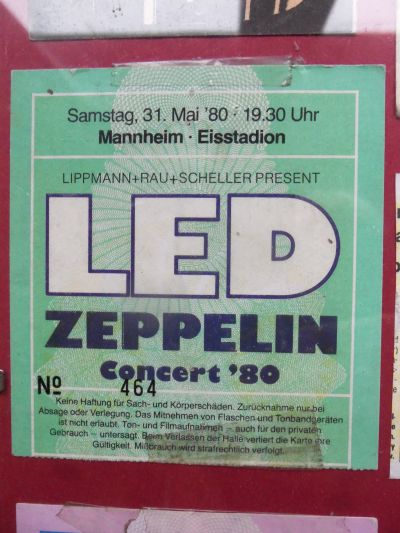 Samstag, 31. Mai '80 · 19.30 Uhr
Mannheim · Eisstadion
LIPPMANN+RAU+SCHELLER PRESENT
LED
ZEPPELIN
Concert '80
Nº 464
Keine Haftung für Sach- und Körperschäden. Zurücknahme nur bei
Absage oder Verlegung. Das Mitnehmen von Flaschen und Tonbandgeräten
ist nicht erlaubt. Ton- und Filmaufnahmen – auch für den privaten
Gebrauch – untersagt. Beim Verlassen der Halle verliert die Karte ihre
Gültigkeit. Mißbrauch wird strafrechtlich verfolgt.